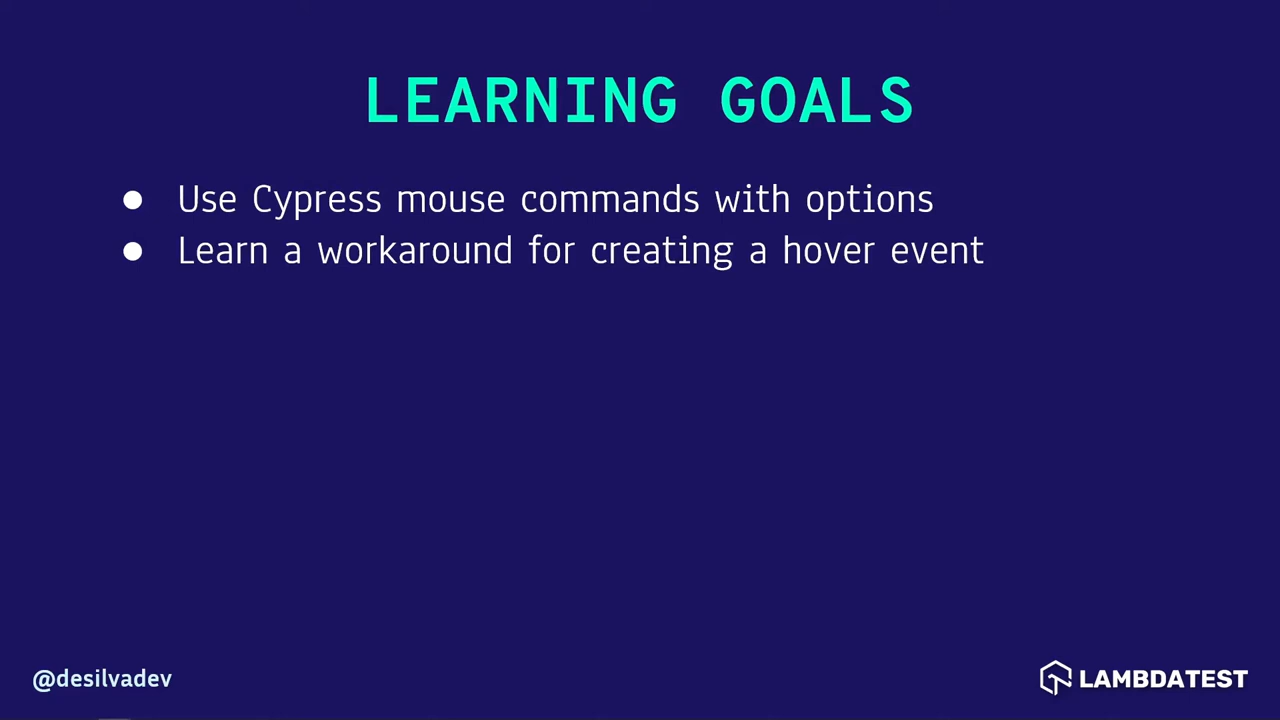 LEARNING GOALS
● Use Cypress mouse commands with options
● Learn a workaround for creating a hover event
@desilvadev
LAMBDATEST